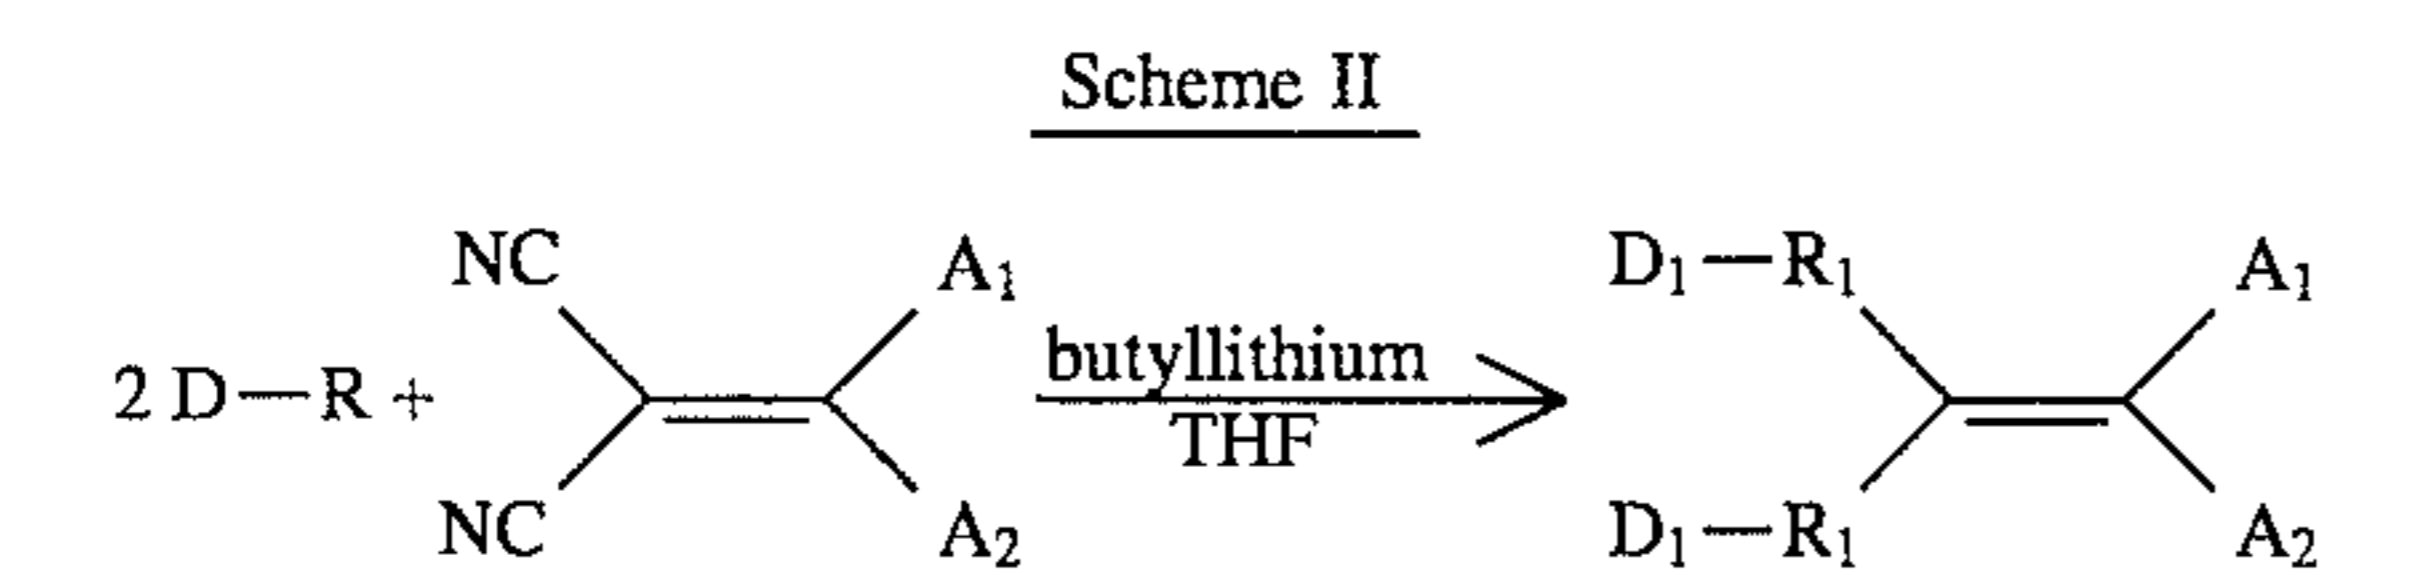 Scheme II
NC A₁ D₁—R₁ A₁
2 D—R + butyllithium
THF
NC A₂ D₁—R₁ A₂